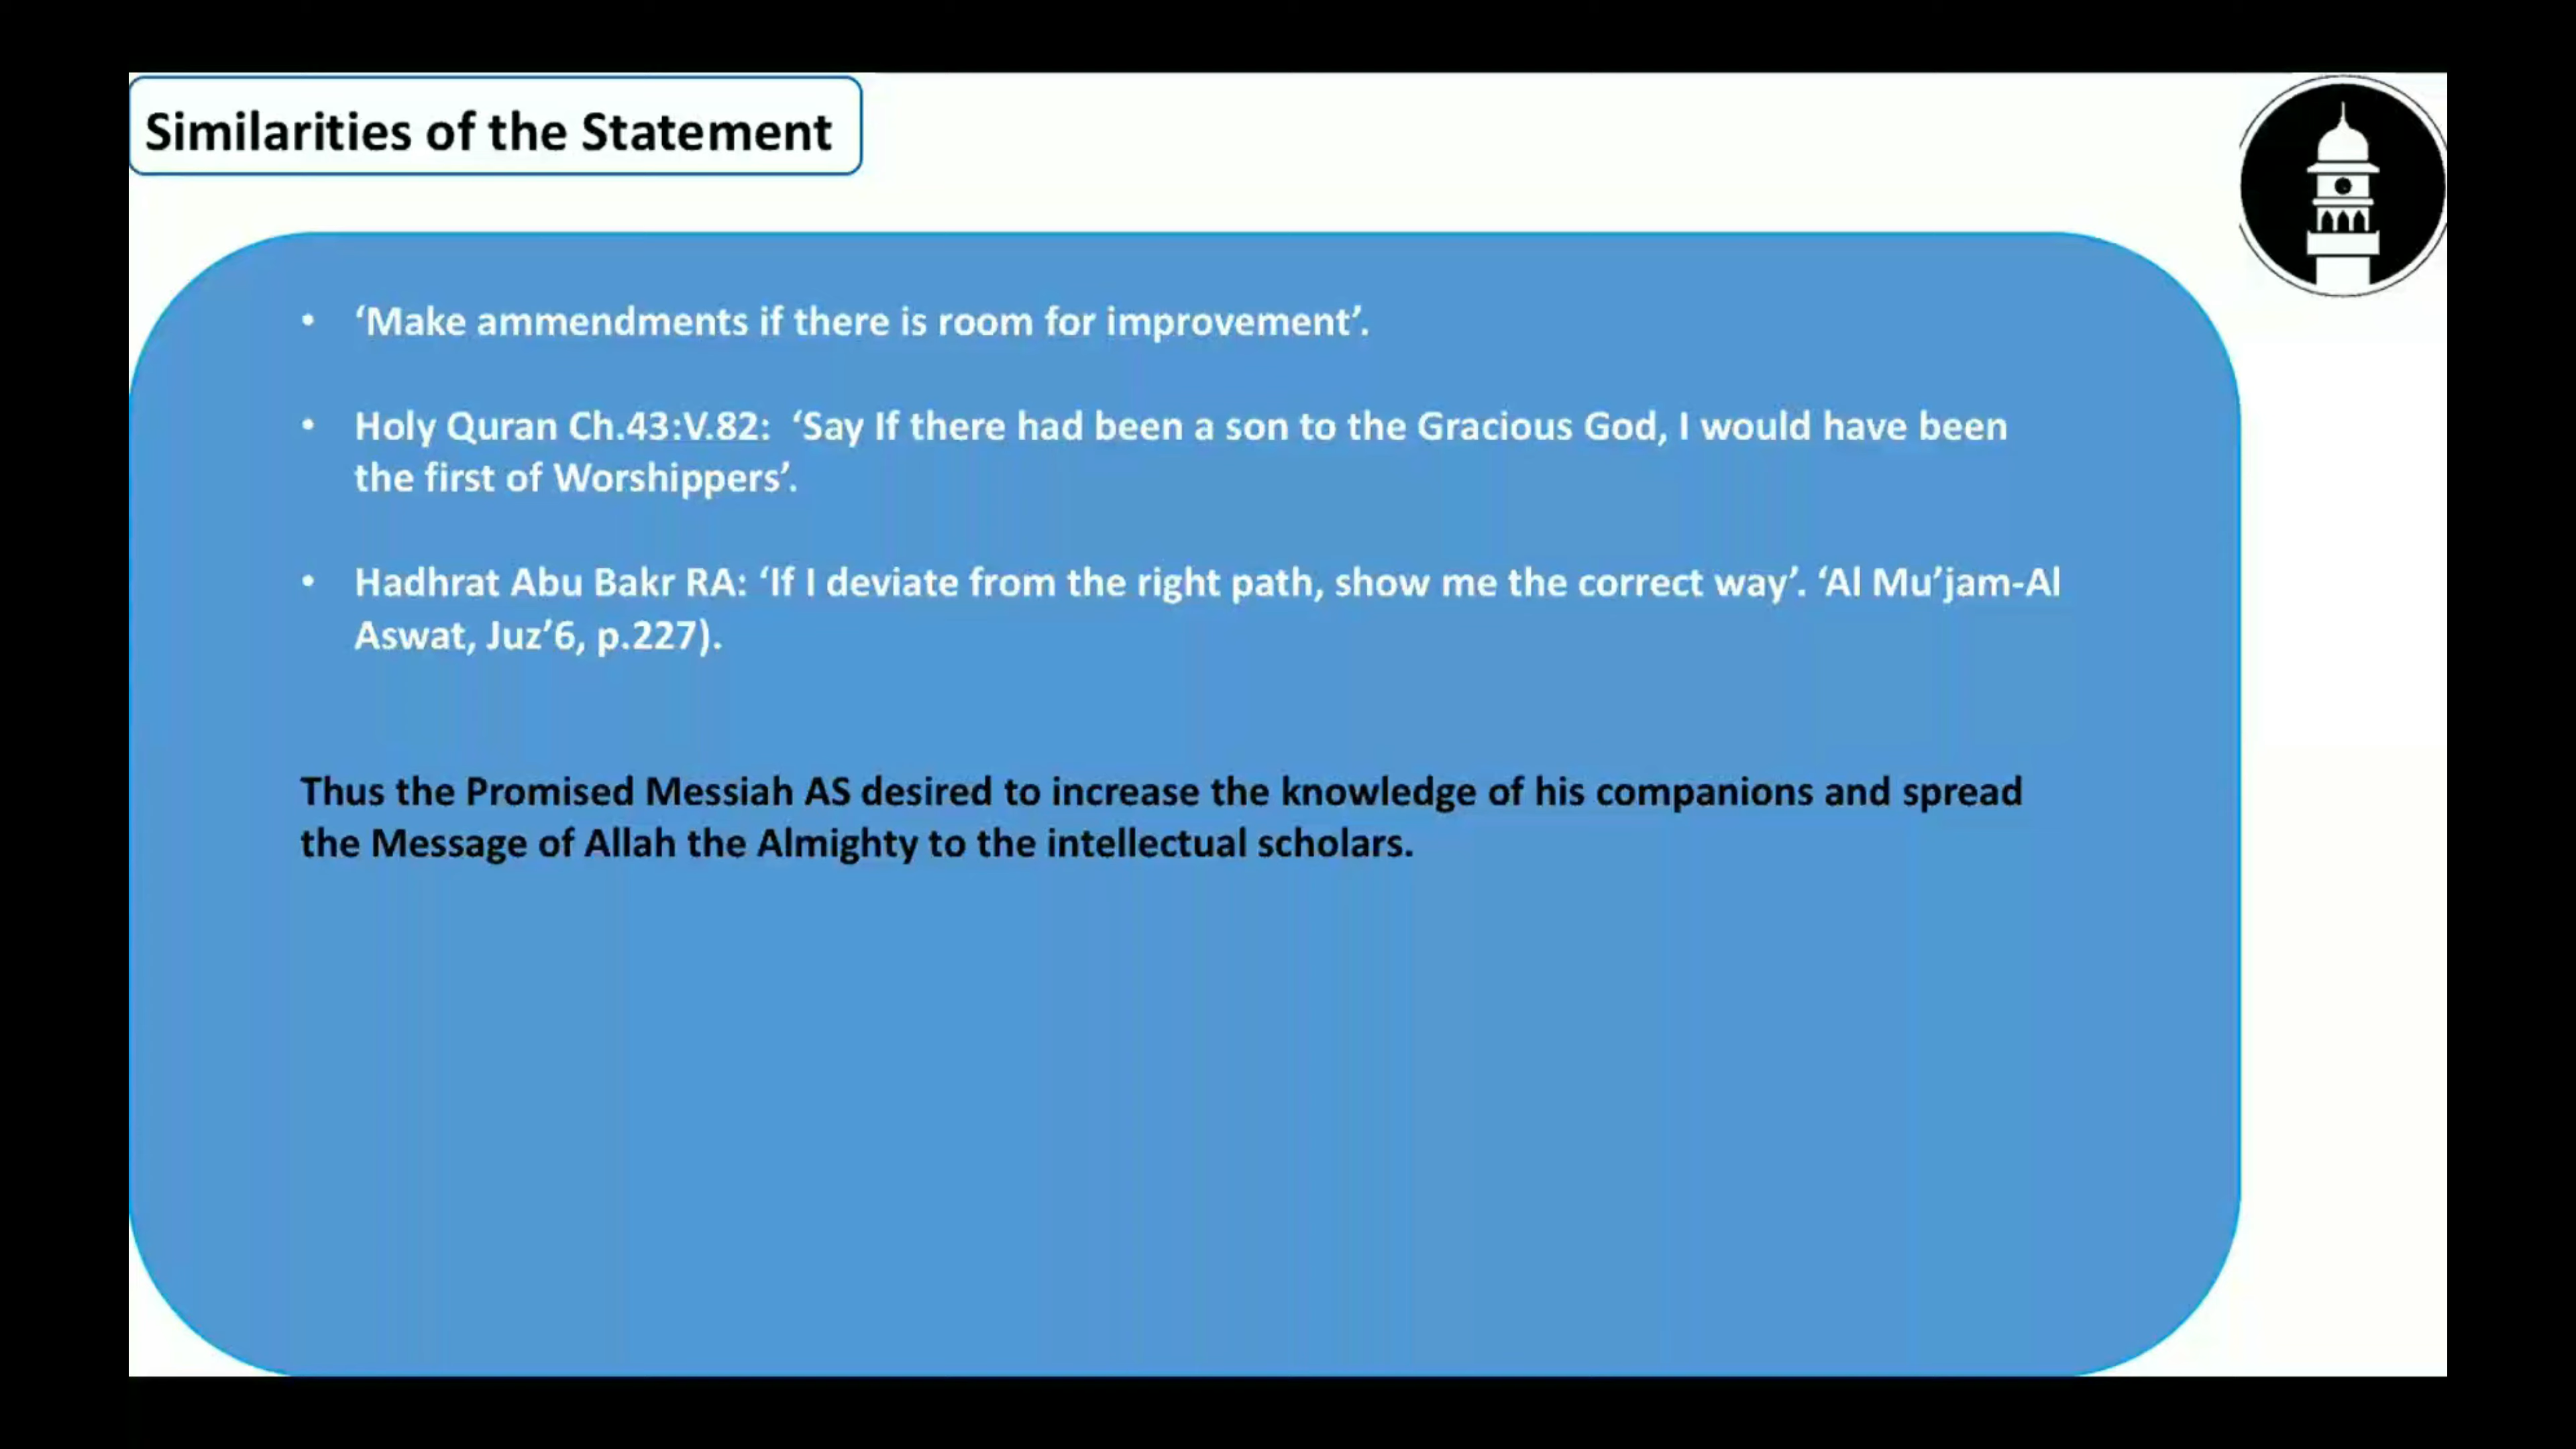 Similarities of the Statement
• ‘Make ammendments if there is room for improvement’.
• Holy Quran Ch.43:V.82:  ‘Say If there had been a son to the Gracious God, I would have been
the first of Worshippers’.
• Hadhrat Abu Bakr RA: ‘If I deviate from the right path, show me the correct way’. ‘Al Mu’jam-Al
Aswat, Juz’6, p.227).
Thus the Promised Messiah AS desired to increase the knowledge of his companions and spread
the Message of Allah the Almighty to the intellectual scholars.